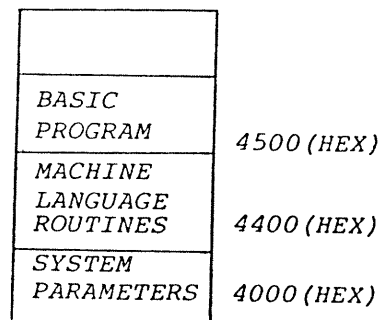 BASIC
PROGRAM 4500(HEX)
MACHINE
LANGUAGE
ROUTINES 4400(HEX)
SYSTEM
PARAMETERS 4000(HEX)